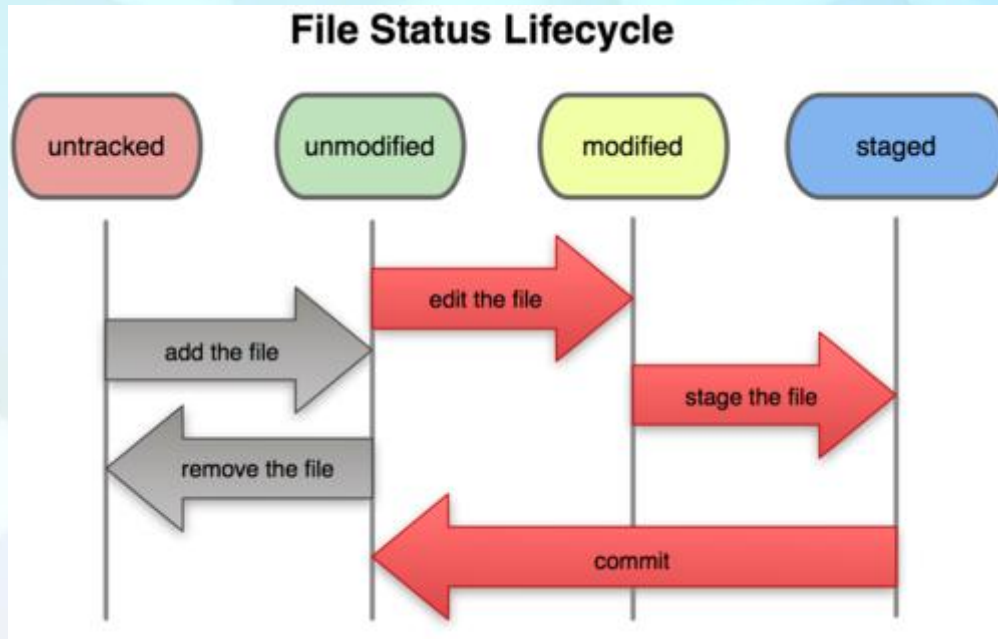 File Status Lifecycle
untracked
unmodified
modified
staged
edit the file
add the file
stage the file
remove the file
commit